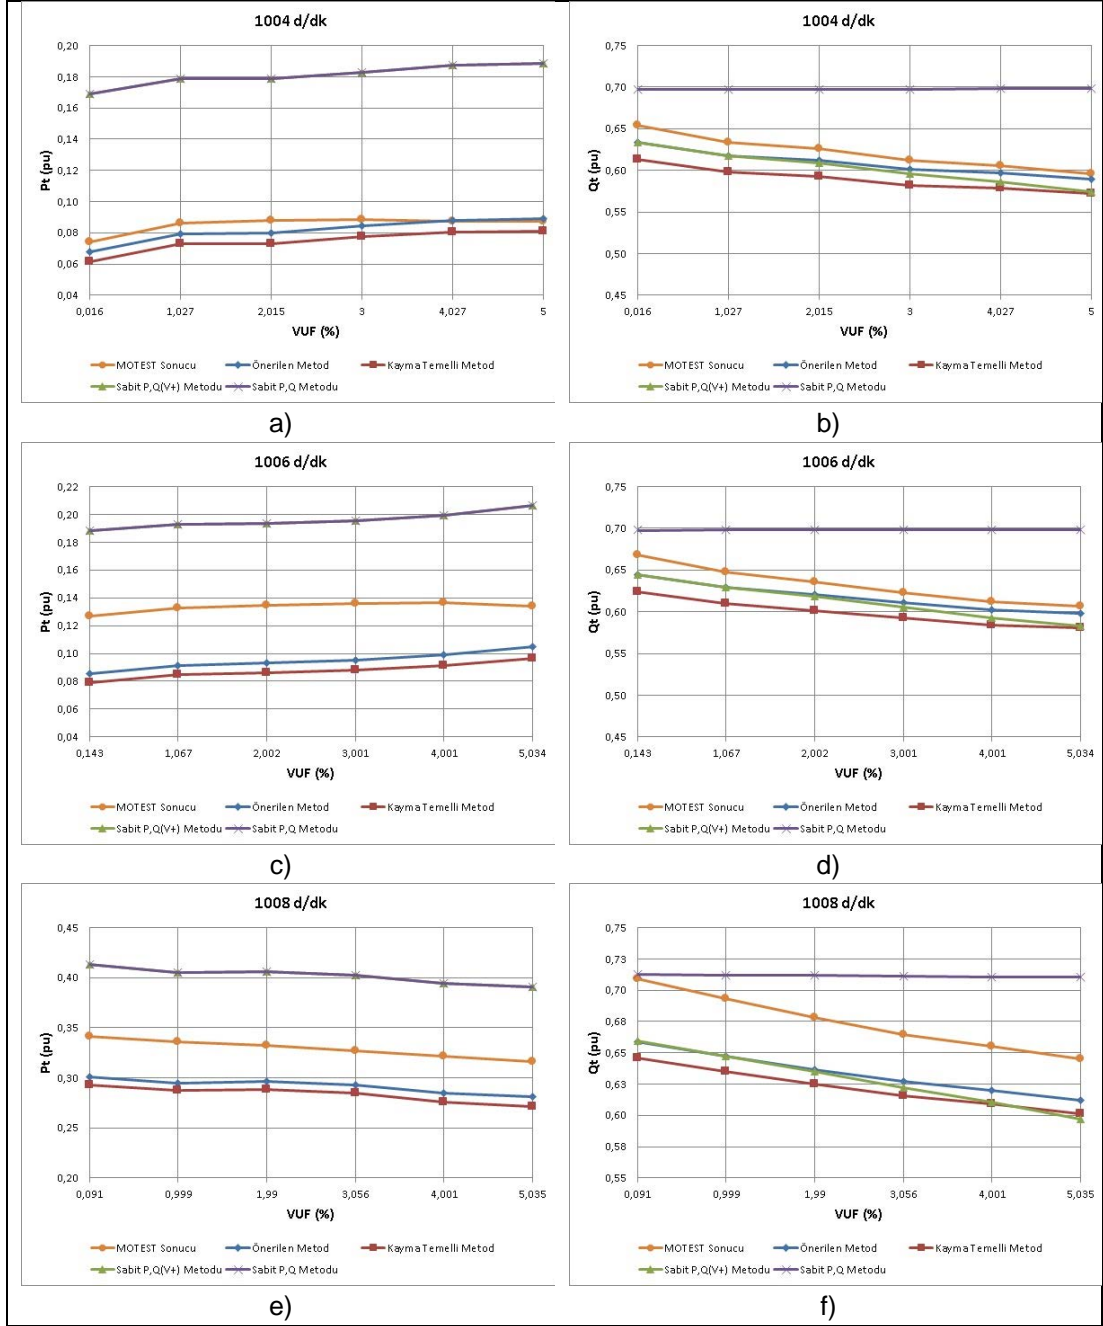 1004 d/dk
0,20
0,18
0,16
0,14
0,12
0,10
0,08
0,06
0,04
Pt (pu)
0,016 1,027 2,015 3 4,027 5
VUF (%)
MOTEST Sonucu Önerilen Metod Kayma Temelli Metod
Sabit P,Q(V+) Metodu Sabit P,Q Metodu
a)
1004 d/dk
0,75
0,70
0,65
0,60
0,55
0,50
0,45
Qt (pu)
0,016 1,027 2,015 3 4,027 5
VUF (%)
MOTEST Sonucu Önerilen Metod Kayma Temelli Metod
Sabit P,Q(V+) Metodu Sabit P,Q Metodu
b)
1006 d/dk
0,22
0,20
0,18
0,16
0,14
0,12
0,10
0,08
0,06
0,04
Pt (pu)
0,143 1,067 2,002 3,001 4,001 5,034
VUF (%)
MOTEST Sonucu Önerilen Metod Kayma Temelli Metod
Sabit P,Q(V+) Metodu Sabit P,Q Metodu
c)
1006 d/dk
0,75
0,70
0,65
0,60
0,55
0,50
0,45
Qt (pu)
0,143 1,067 2,002 3,001 4,001 5,034
VUF (%)
MOTEST Sonucu Önerilen Metod Kayma Temelli Metod
Sabit P,Q(V+) Metodu Sabit P,Q Metodu
d)
1008 d/dk
0,45
0,40
0,35
0,30
0,25
0,20
Pt (pu)
0,091 0,999 1,99 3,056 4,001 5,035
VUF (%)
MOTEST Sonucu Önerilen Metod Kayma Temelli Metod
Sabit P,Q(V+) Metodu Sabit P,Q Metodu
e)
1008 d/dk
0,75
0,73
0,70
0,68
0,65
0,63
0,60
0,58
0,55
Qt (pu)
0,091 0,999 1,99 3,056 4,001 5,035
VUF (%)
MOTEST Sonucu Önerilen Metod Kayma Temelli Metod
Sabit P,Q(V+) Metodu Sabit P,Q Metodu
f)